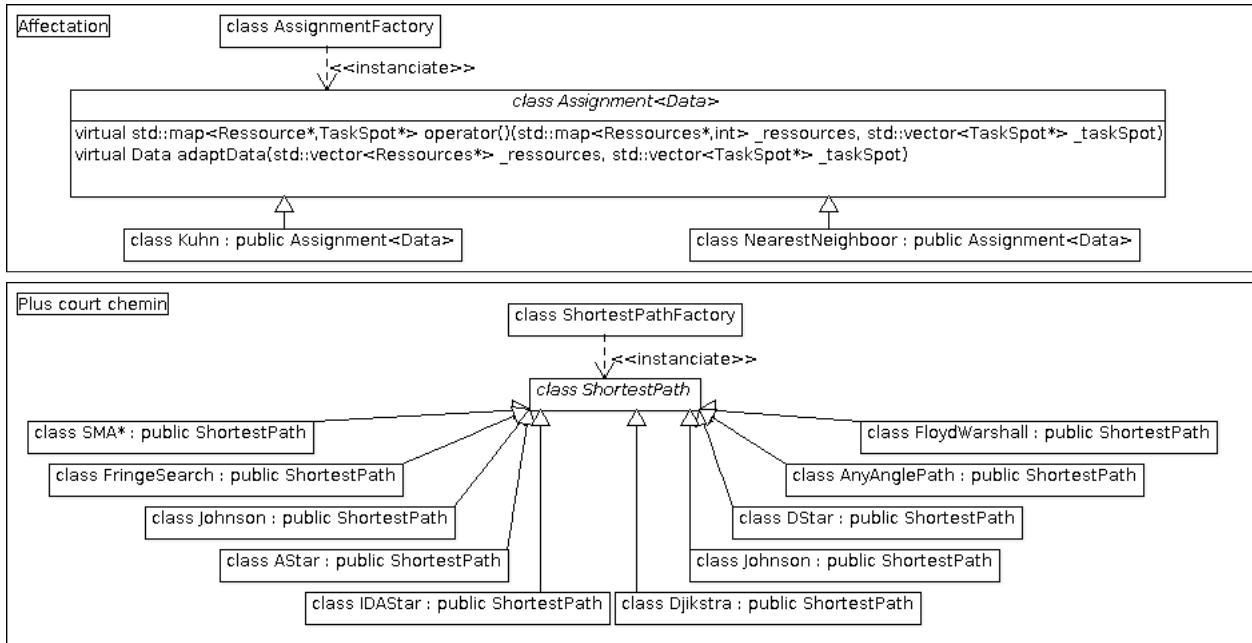 Affectation
class AssignmentFactory
<<instanciate>>
class Assignment<Data>
virtual std::map<Ressource*,TaskSpot*> operator()(std::map<Ressources*,int> _ressources, std::vector<TaskSpot*> _taskSpot)
virtual Data adaptData(std::vector<Ressources*> _ressources, std::vector<TaskSpot*> _taskSpot)
class Kuhn : public Assignment<Data>
class NearestNeighboor : public Assignment<Data>
Plus court chemin
class ShortestPathFactory
<<instanciate>>
class ShortestPath
class SMA* : public ShortestPath
class FloydWarshall : public ShortestPath
class FringeSearch : public ShortestPath
class AnyAnglePath : public ShortestPath
class Johnson : public ShortestPath
class DStar : public ShortestPath
class AStar : public ShortestPath
class Johnson : public ShortestPath
class IDAStar : public ShortestPath
class Djikstra : public ShortestPath